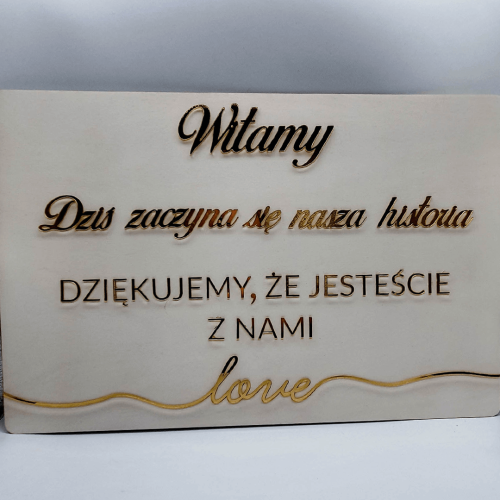 Witamy
Dziś zaczyna się nasza historia
DZIĘKUJEMY, ŻE JESTEŚCIE
Z NAMI
love